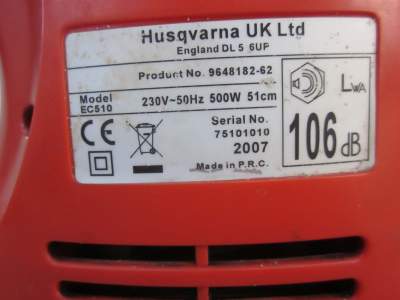 Husqvarna UK Ltd
England DL5 6UP
Product No. 9648182-62
Model
EC510
230V~50Hz 500W 51cm
Serial No.
75101010
2007
Made in P.R.C.
CE
LWA
106 dB